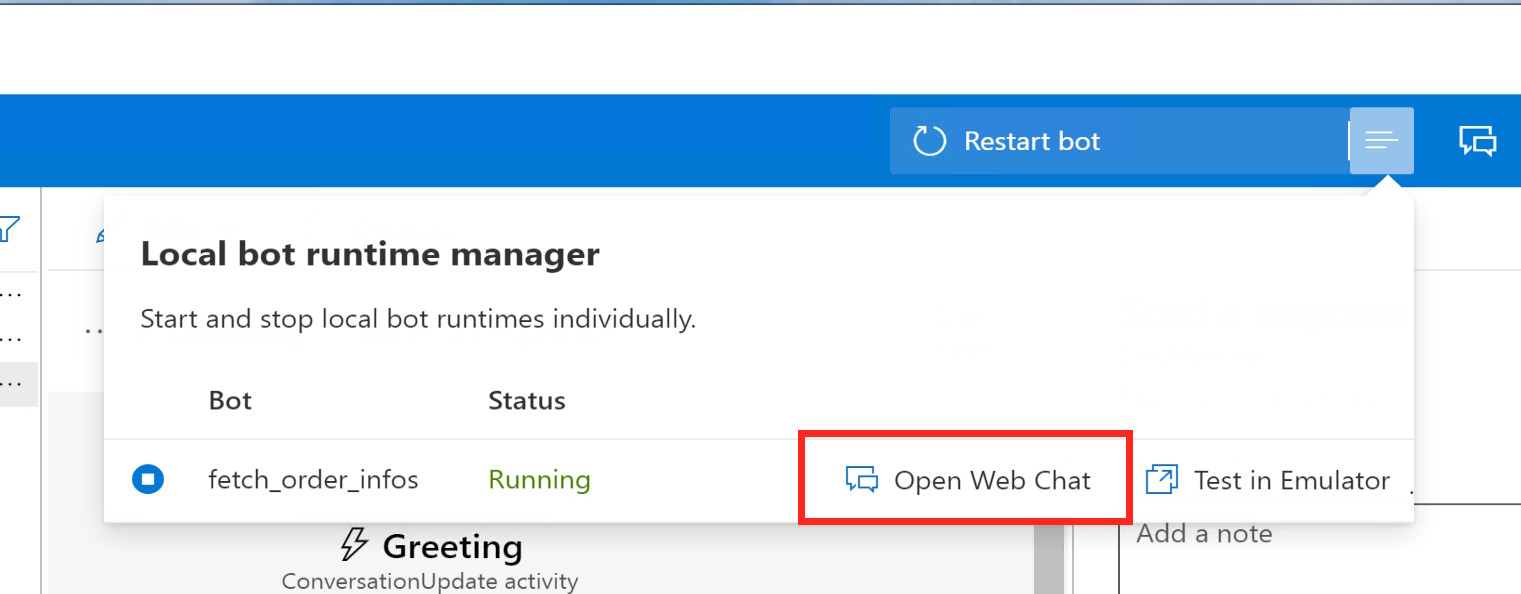 Restart bot
Local bot runtime manager
Start and stop local bot runtimes individually.
Bot Status
fetch_order_infos Running Open Web Chat Test in Emulator
Add a note
Greeting
ConversationUpdate activity